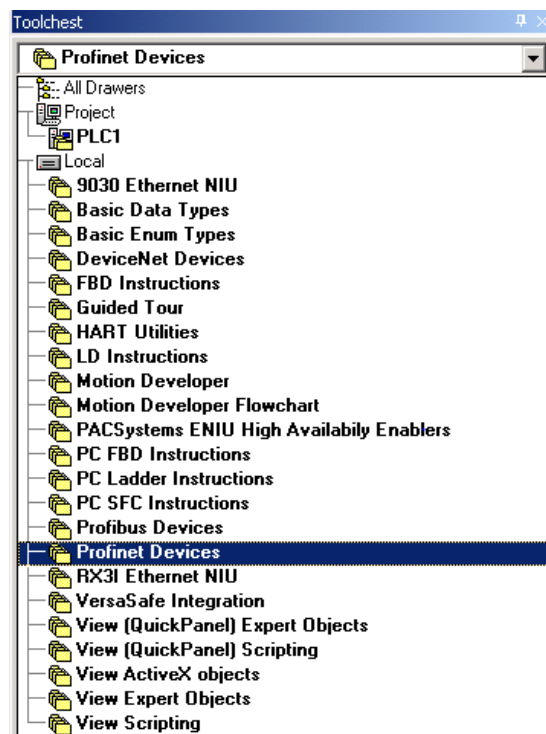 Toolchest
Profinet Devices
All Drawers
Project
PLC1
Local
9030 Ethernet NIU
Basic Data Types
Basic Enum Types
DeviceNet Devices
FBD Instructions
Guided Tour
HART Utilities
LD Instructions
Motion Developer
Motion Developer Flowchart
PACSystems ENIU High Availabily Enablers
PC FBD Instructions
PC Ladder Instructions
PC SFC Instructions
Profibus Devices
Profinet Devices
RX3I Ethernet NIU
VersaSafe Integration
View (QuickPanel) Expert Objects
View (QuickPanel) Scripting
View ActiveX objects
View Expert Objects
View Scripting